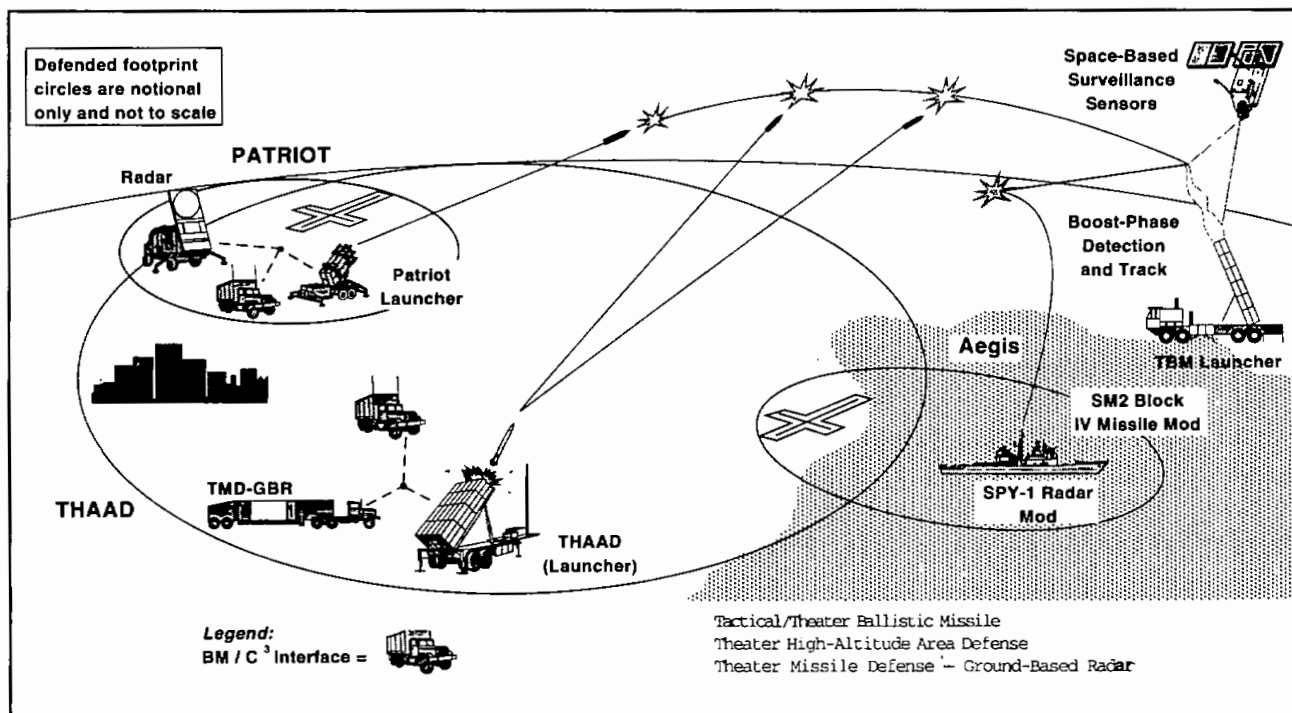 Defended footprint
circles are notional
only and not to scale
Space-Based
Surveillance
Sensors
PATRIOT
Radar
Patriot
Launcher
Boost-Phase
Detection
and Track
TBM Launcher
Aegis
SM2 Block
IV Missile Mod
SPY-1 Radar
Mod
TMD-GBR
THAAD
THAAD
(Launcher)
Legend:
BM / C³ Interface =
Tactical/Theater Ballistic Missile
Theater High-Altitude Area Defense
Theater Missile Defense - Ground-Based Radar